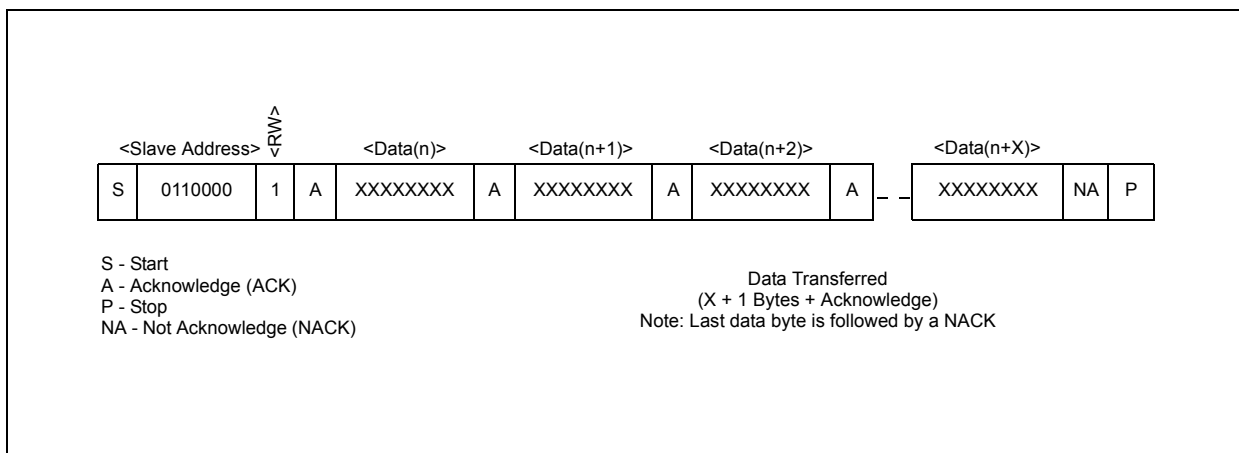 <Slave Address> <RW> <Data(n)> <Data(n+1)> <Data(n+2)> <Data(n+X)>
S 0110000 1 A XXXXXXXX A XXXXXXXX A XXXXXXXX A XXXXXXXX NA P
S - Start
A - Acknowledge (ACK)
P - Stop
NA - Not Acknowledge (NACK)
Data Transferred
(X + 1 Bytes + Acknowledge)
Note: Last data byte is followed by a NACK